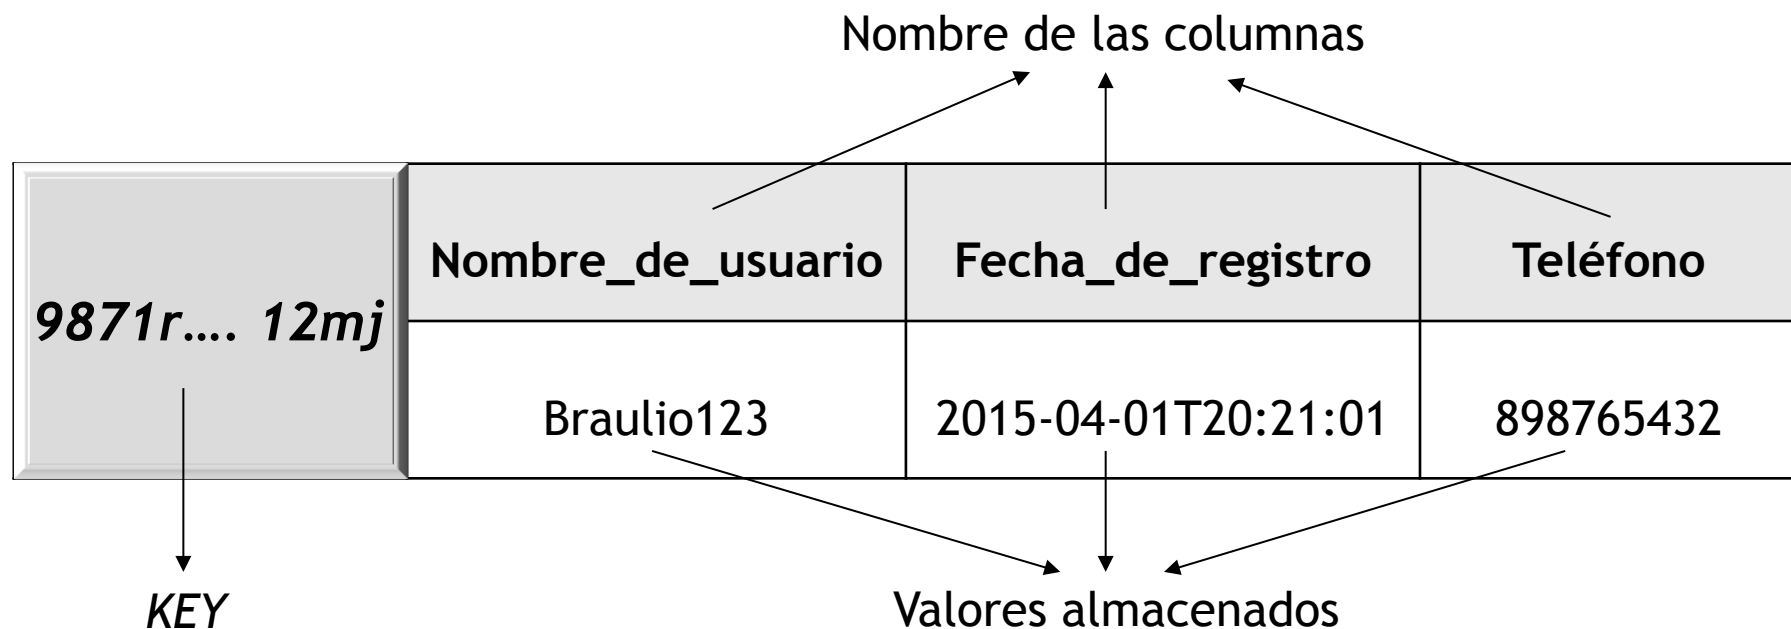 Nombre de las columnas
Nombre_de_usuario Fecha_de_registro Teléfono
9871r.... 12mj
Braulio123 2015-04-01T20:21:01 898765432
KEY Valores almacenados